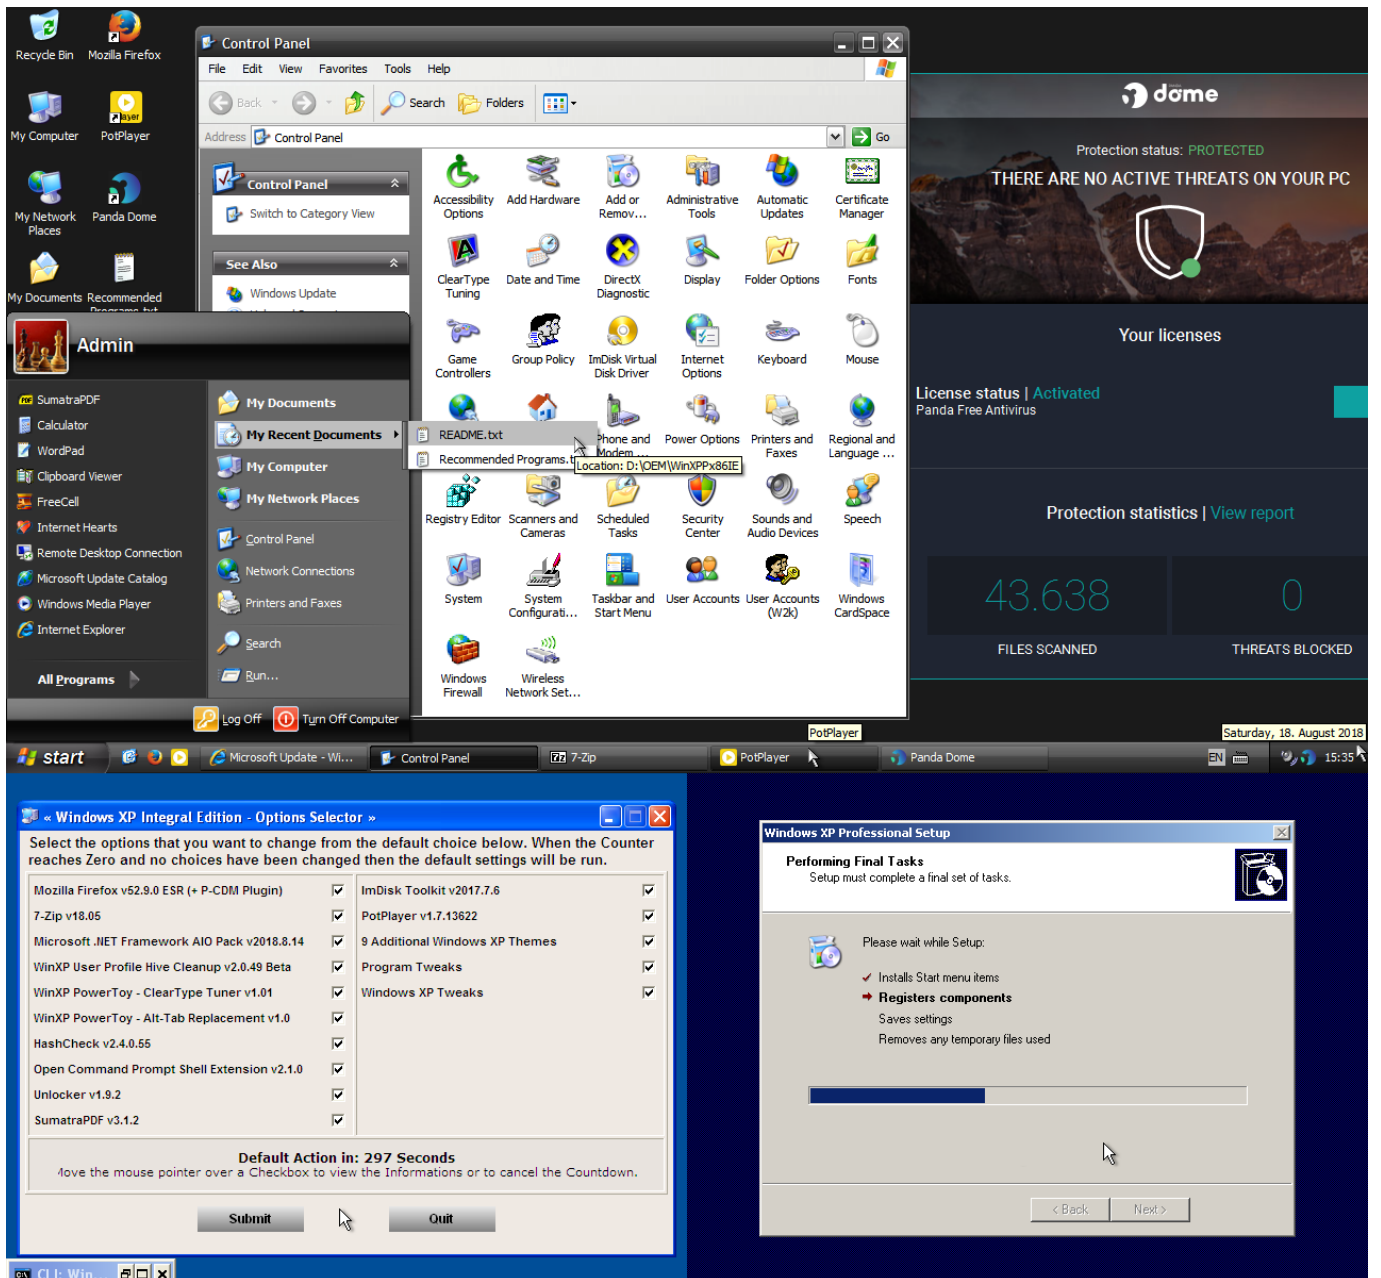 Recycle Bin
Mozilla Firefox
My Computer
PotPlayer
My Network
Places
Panda Dome
My Documents
Recommended
Control Panel
File Edit View Favorites Tools Help
Back
Search
Folders
Address
Control Panel
Go
Control Panel
Switch to Category View
See Also
Windows Update
Accessibility
Options
Add Hardware
Add or
Remov...
Administrative
Tools
Automatic
Updates
Certificate
Manager
ClearType
Tuning
Date and Time
DirectX
Diagnostic
Display
Folder Options
Fonts
Game
Controllers
Group Policy
ImDisk Virtual
Disk Driver
Internet
Options
Keyboard
Mouse
Phone and
Modem ...
Power Options
Printers and
Faxes
Regional and
Language ...
Registry Editor
Scanners and
Cameras
Scheduled
Tasks
Security
Center
Sounds and
Audio Devices
Speech
System
System
Configurati...
Taskbar and
Start Menu
User Accounts
User Accounts
(W2k)
Windows
CardSpace
Windows
Firewall
Wireless
Network Set...
Admin
SumatraPDF
Calculator
WordPad
Clipboard Viewer
FreeCell
Internet Hearts
Remote Desktop Connection
Microsoft Update Catalog
Windows Media Player
Internet Explorer
All Programs
My Documents
My Recent Documents
My Computer
My Network Places
Control Panel
Network Connections
Printers and Faxes
Search
Run...
Log Off
Turn Off Computer
README.txt
Recommended Programs.t
Location: D:\OEM\WinXPPx86IE
dome
Protection status: PROTECTED
THERE ARE NO ACTIVE THREATS ON YOUR PC
Your licenses
License status | Activated
Panda Free Antivirus
Protection statistics | View report
43.638
FILES SCANNED
0
THREATS BLOCKED
PotPlayer
Saturday, 18. August 2018
start
Microsoft Update - Wi...
Control Panel
7-Zip
PotPlayer
Panda Dome
EN
15:35
« Windows XP Integral Edition - Options Selector »
Select the options that you want to change from the default choice below. When the Counter
reaches Zero and no choices have been changed then the default settings will be run.
Mozilla Firefox v52.9.0 ESR (+ P-CDM Plugin)
7-Zip v18.05
Microsoft .NET Framework AIO Pack v2018.8.14
WinXP User Profile Hive Cleanup v2.0.49 Beta
WinXP PowerToy - ClearType Tuner v1.01
WinXP PowerToy - Alt-Tab Replacement v1.0
HashCheck v2.4.0.55
Open Command Prompt Shell Extension v2.1.0
Unlocker v1.9.2
SumatraPDF v3.1.2
ImDisk Toolkit v2017.7.6
PotPlayer v1.7.13622
9 Additional Windows XP Themes
Program Tweaks
Windows XP Tweaks
Default Action in: 297 Seconds
Move the mouse pointer over a Checkbox to view the Informations or to cancel the Countdown.
Submit
Quit
CLI: Win
Windows XP Professional Setup
Performing Final Tasks
Setup must complete a final set of tasks.
Please wait while Setup:
Installs Start menu items
Registers components
Saves settings
Removes any temporary files used
< Back
Next >